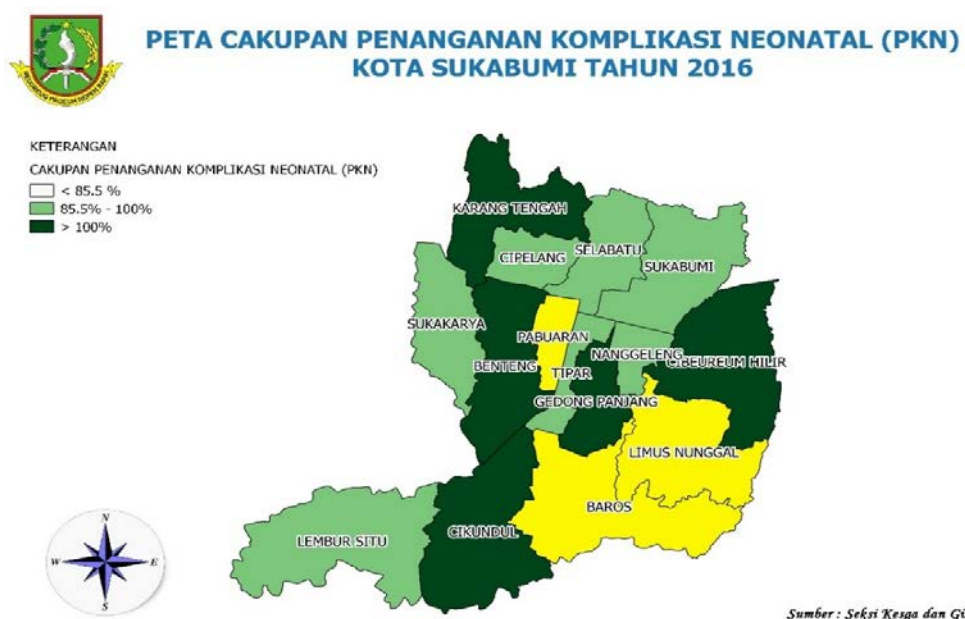 PETA CAKUPAN PENANGANAN KOMPLIKASI NEONATAL (PKN)
KOTA SUKABUMI TAHUN 2016
KETERANGAN
CAKUPAN PENANGANAN KOMPLIKASI NEONATAL (PKN)
< 85.5 %
85.5% - 100%
> 100%
KARANG TENGAH
CIPELANG
SELABATU
SUKABUMI
SUKAKARYA
PABUARAN
BENTENG
TIPAR
NANGGELENG
CIBEUREUM HILIR
GEDONG PANJANG
LIMUS NUNGGAL
BAROS
LEMBUR SITU
CIKUNDUL
N
W
E
S
Sumber : Seksi Kesga dan